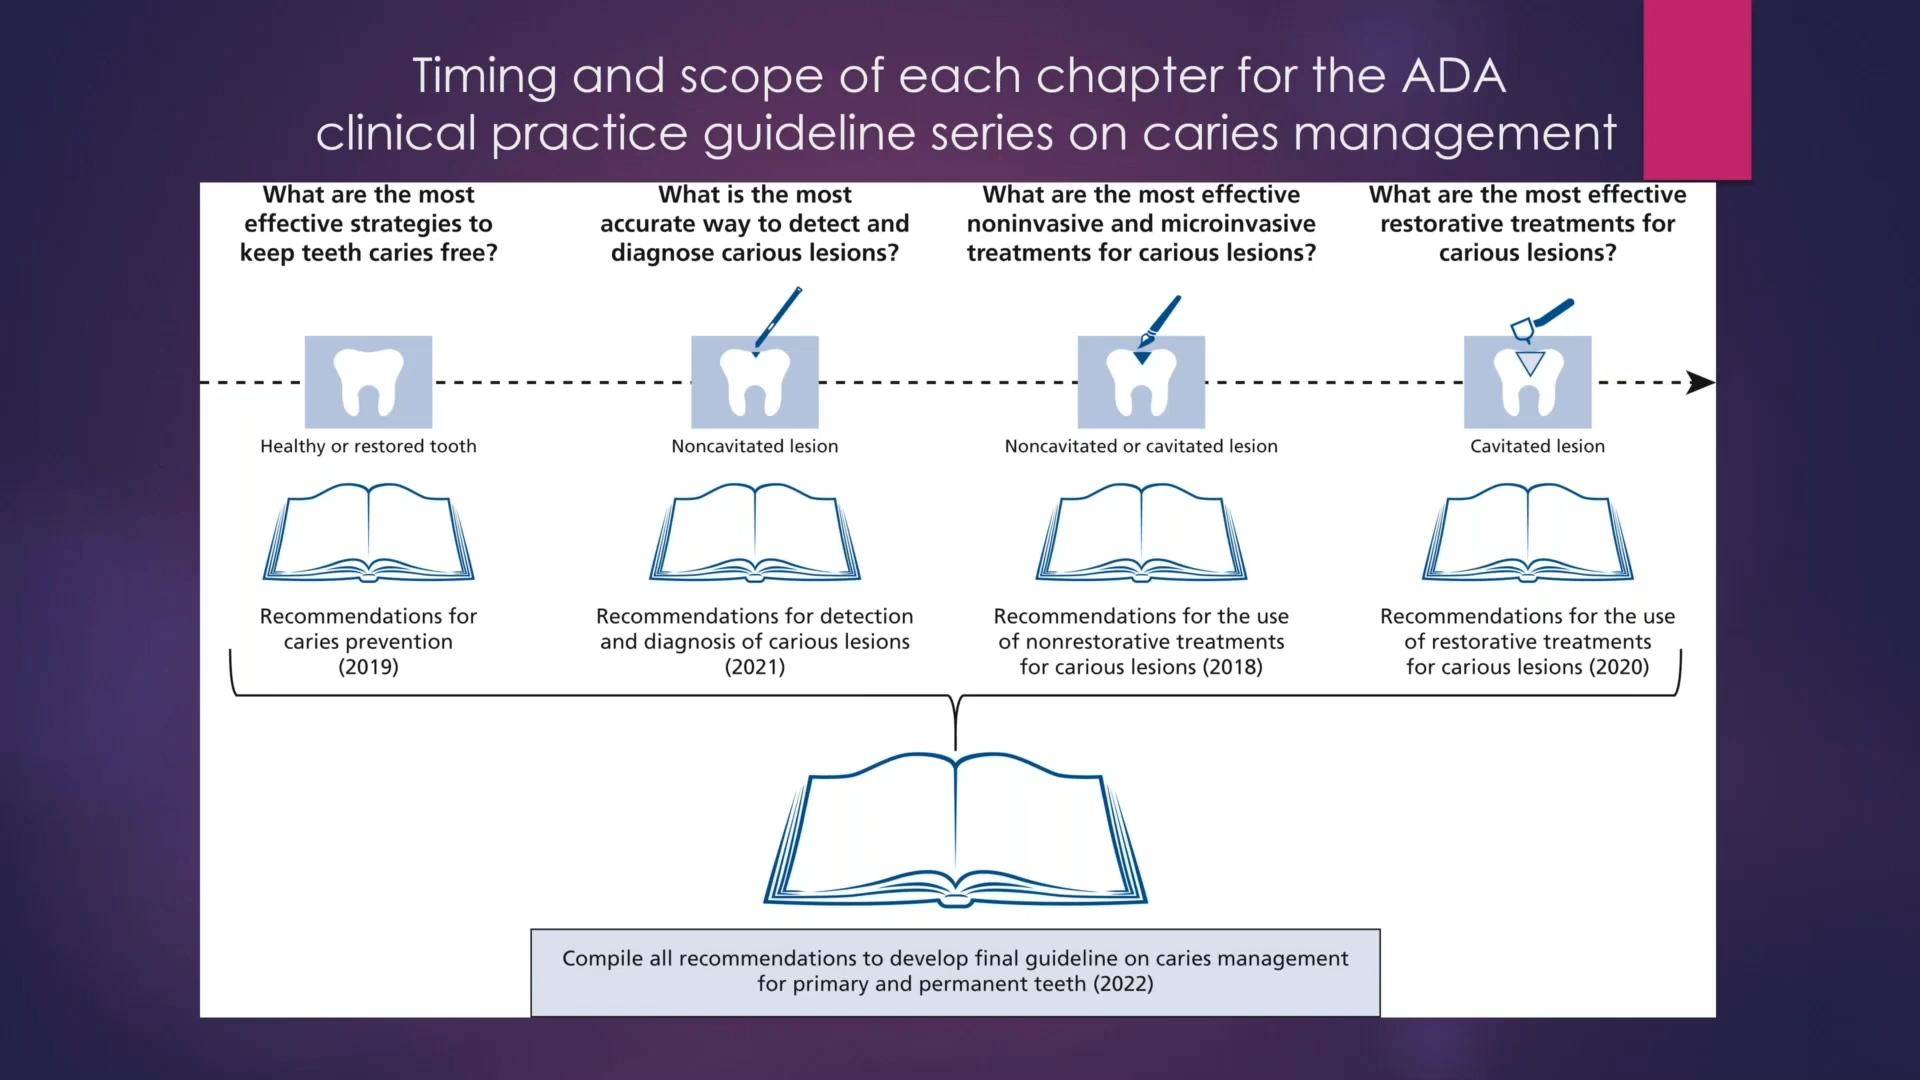 Timing and scope of each chapter for the ADA
clinical practice guideline series on caries management
What are the most
effective strategies to
keep teeth caries free?
What is the most
accurate way to detect and
diagnose carious lesions?
What are the most effective
noninvasive and microinvasive
treatments for carious lesions?
What are the most effective
restorative treatments for
carious lesions?
Healthy or restored tooth
Noncavitated lesion
Noncavitated or cavitated lesion
Cavitated lesion
Recommendations for
caries prevention
(2019)
Recommendations for detection
and diagnosis of carious lesions
(2021)
Recommendations for the use
of nonrestorative treatments
for carious lesions (2018)
Recommendations for the use
of restorative treatments
for carious lesions (2020)
Compile all recommendations to develop final guideline on caries management
for primary and permanent teeth (2022)